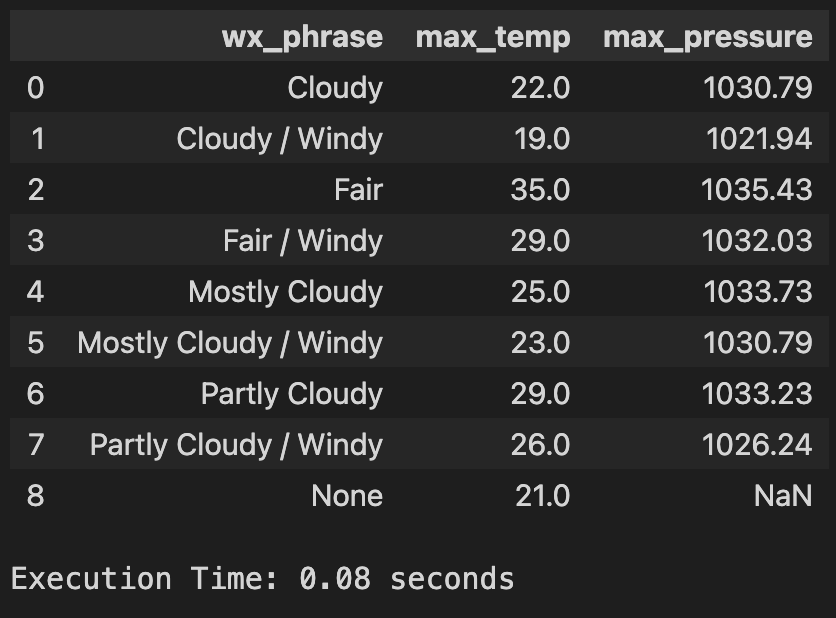 wx_phrase max_temp max_pressure
0 Cloudy 22.0 1030.79
1 Cloudy / Windy 19.0 1021.94
2 Fair 35.0 1035.43
3 Fair / Windy 29.0 1032.03
4 Mostly Cloudy 25.0 1033.73
5 Mostly Cloudy / Windy 23.0 1030.79
6 Partly Cloudy 29.0 1033.23
7 Partly Cloudy / Windy 26.0 1026.24
8 None 21.0 NaN
Execution Time: 0.08 seconds